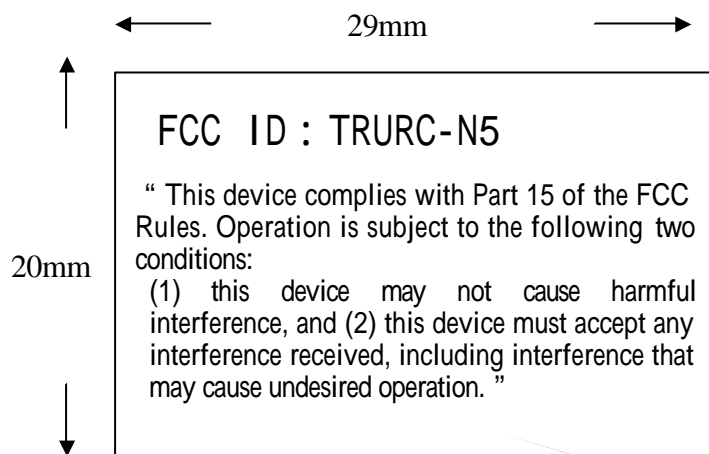 29mm
FCC ID : TRURC-N5
“ This device complies with Part 15 of the FCC
Rules. Operation is subject to the following two
conditions:
20mm
(1) this device may not cause harmful
interference, and (2) this device must accept any
interference received, including interference that
may cause undesired operation. ”